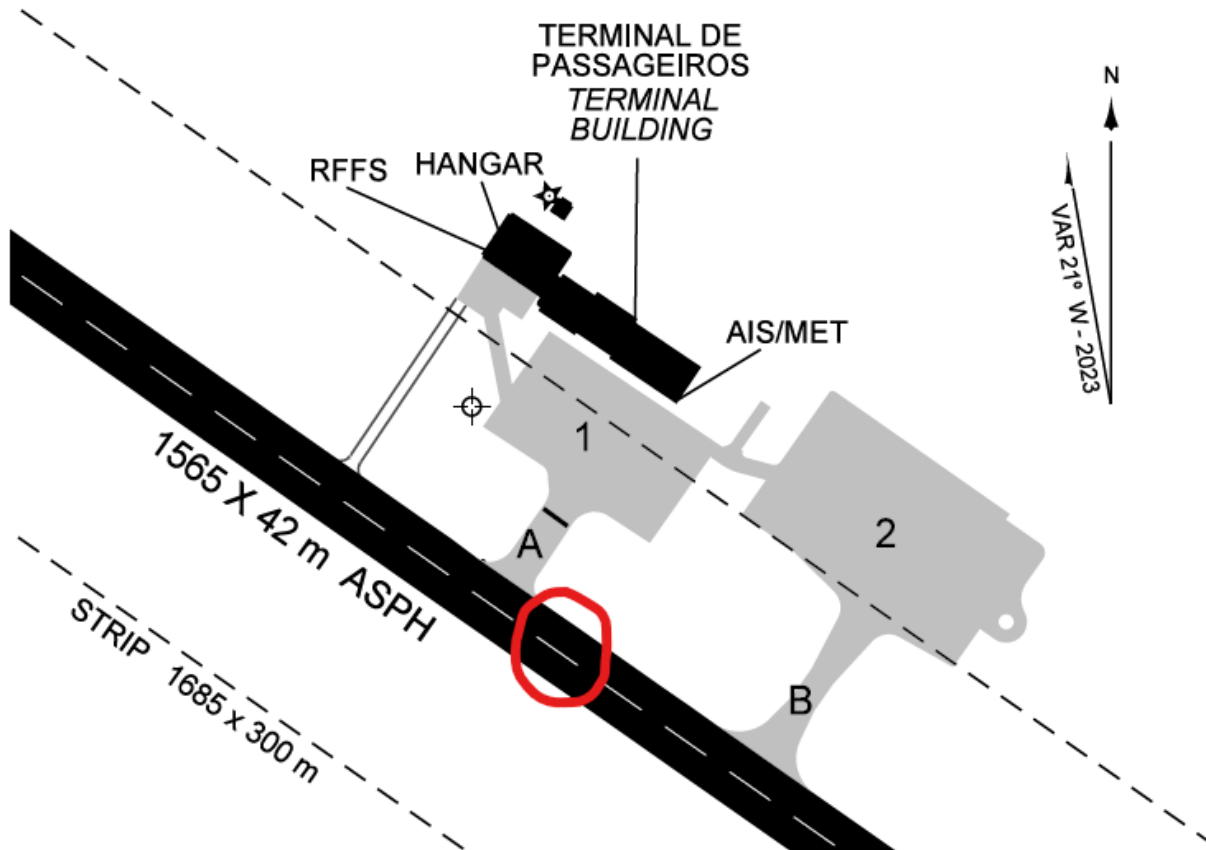 TERMINAL DE
PASSAGEIROS
TERMINAL
BUILDING
N
RFFS
HANGAR
VAR 21° W - 2023
AIS/MET
1
2
1565 X 42 m ASPH
A
STRIP 1685 x 300 m
B